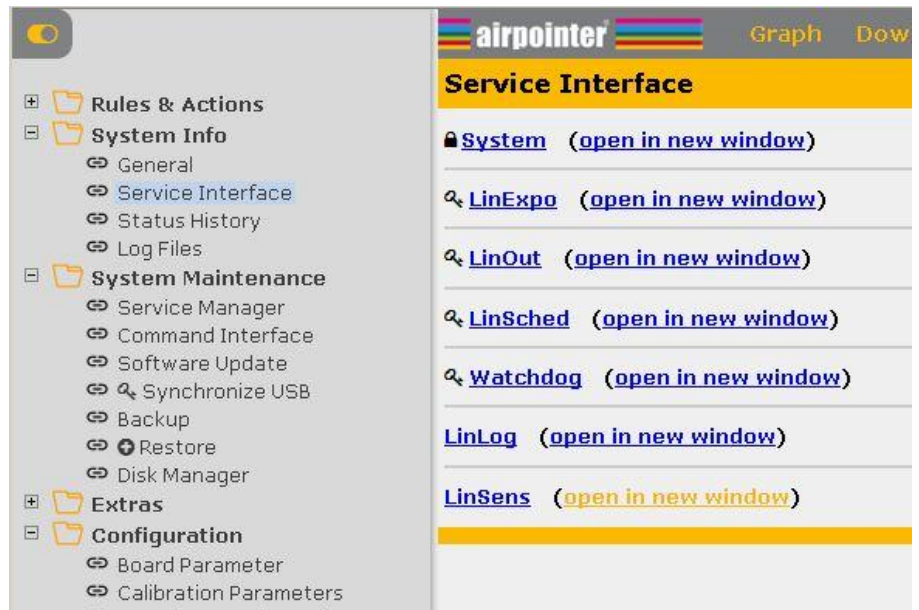 airpointer
Graph Dow
Rules & Actions
System Info
General
Service Interface
Status History
Log Files
System Maintenance
Service Manager
Command Interface
Software Update
Synchronize USB
Backup
Restore
Disk Manager
Extras
Configuration
Board Parameter
Calibration Parameters
Service Interface
System (open in new window)
LinExpo (open in new window)
LinOut (open in new window)
LinSched (open in new window)
Watchdog (open in new window)
LinLog (open in new window)
LinSens (open in new window)